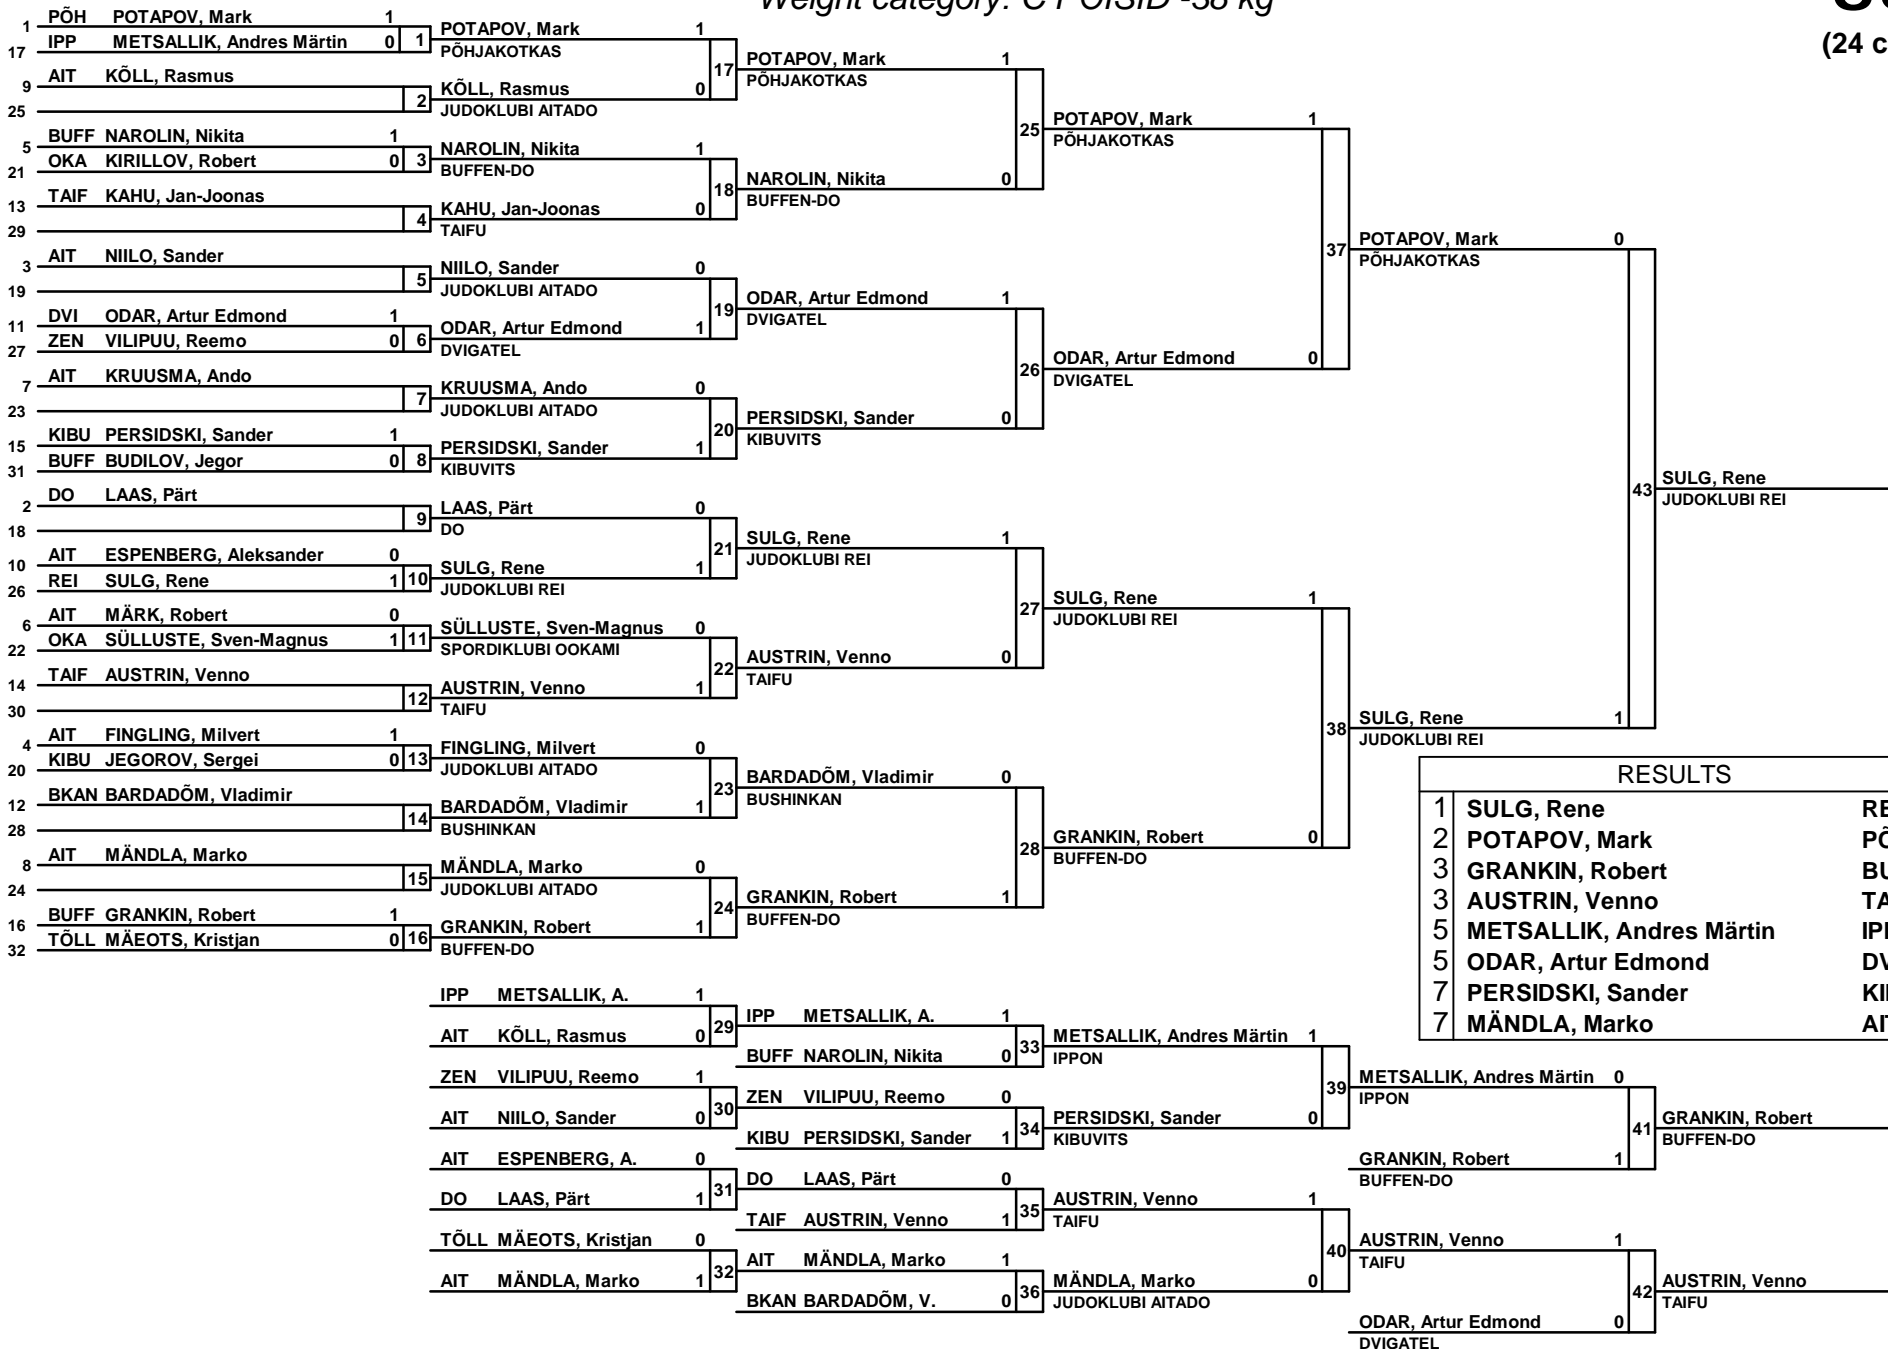 Weight category: C1 POISID -38 kg
(24 c
1 PÕH POTAPOV, Mark 1
17 IPP METSALLIK, Andres Märtin 0 1
POTAPOV, Mark 1
PÕHJAKOTKAS
9 AIT KÕLL, Rasmus
25 2
KÕLL, Rasmus 0
JUDOKLUBI AITADO
5 BUFF NAROLIN, Nikita 1
21 OKA KIRILLOV, Robert 0 3
NAROLIN, Nikita 1
BUFFEN-DO
13 TAIF KAHU, Jan-Joonas
29 4
KAHU, Jan-Joonas 0
TAIFU
3 AIT NIILO, Sander
19 5
NIILO, Sander 0
JUDOKLUBI AITADO
11 DVI ODAR, Artur Edmond 1
27 ZEN VILIPUU, Reemo 0 6
ODAR, Artur Edmond 1
DVIGATEL
7 AIT KRUUSMA, Ando
23 7
KRUUSMA, Ando 0
JUDOKLUBI AITADO
15 KIBU PERSIDSKI, Sander 1
31 BUFF BUDILOV, Jegor 0 8
PERSIDSKI, Sander 1
KIBUVITS
2 DO LAAS, Pärt
18 9
LAAS, Pärt 0
DO
10 AIT ESPENBERG, Aleksander 0
26 REI SULG, Rene 1 10
SULG, Rene 1
JUDOKLUBI REI
6 AIT MÄRK, Robert 0
22 OKA SÜLLUSTE, Sven-Magnus 1 11
SÜLLUSTE, Sven-Magnus 0
SPORDIKLUBI OOKAMI
14 TAIF AUSTRIN, Venno
30 12
AUSTRIN, Venno 1
TAIFU
4 AIT FINGLING, Milvert 1
20 KIBU JEGOROV, Sergei 0 13
FINGLING, Milvert 0
JUDOKLUBI AITADO
12 BKAN BARDADÕM, Vladimir
28 14
BARDADÕM, Vladimir 1
BUSHINKAN
8 AIT MÄNDLA, Marko
24 15
MÄNDLA, Marko 0
JUDOKLUBI AITADO
16 BUFF GRANKIN, Robert 1
32 TÕLL MÄEOTS, Kristjan 0 16
GRANKIN, Robert 1
BUFFEN-DO
17 POTAPOV, Mark 1
PÕHJAKOTKAS
18 NAROLIN, Nikita 0
BUFFEN-DO
19 ODAR, Artur Edmond 1
DVIGATEL
20 PERSIDSKI, Sander 0
KIBUVITS
21 SULG, Rene 1
JUDOKLUBI REI
22 AUSTRIN, Venno 0
TAIFU
23 BARDADÕM, Vladimir 0
BUSHINKAN
24 GRANKIN, Robert 1
BUFFEN-DO
25 POTAPOV, Mark 1
PÕHJAKOTKAS
26 ODAR, Artur Edmond 0
DVIGATEL
27 SULG, Rene 1
JUDOKLUBI REI
28 GRANKIN, Robert 0
BUFFEN-DO
37 POTAPOV, Mark 0
PÕHJAKOTKAS
38 SULG, Rene 1
JUDOKLUBI REI
43 SULG, Rene
JUDOKLUBI REI
RESULTS
1 SULG, Rene RE
2 POTAPOV, Mark PÕ
3 GRANKIN, Robert BU
3 AUSTRIN, Venno TA
5 METSALLIK, Andres Märtin IP
5 ODAR, Artur Edmond DV
7 PERSIDSKI, Sander KI
7 MÄNDLA, Marko AI
IPP METSALLIK, A. 1
AIT KÕLL, Rasmus 0 29
ZEN VILIPUU, Reemo 1
AIT NIILO, Sander 0 30
AIT ESPENBERG, A. 0
DO LAAS, Pärt 1 31
TÕLL MÄEOTS, Kristjan 0
AIT MÄNDLA, Marko 1 32
IPP METSALLIK, A. 1
BUFF NAROLIN, Nikita 0 33
ZEN VILIPUU, Reemo 0
KIBU PERSIDSKI, Sander 1 34
DO LAAS, Pärt 0
TAIF AUSTRIN, Venno 1 35
AIT MÄNDLA, Marko 1
BKAN BARDADÕM, V. 0 36
METSALLIK, Andres Märtin 1
IPPON
PERSIDSKI, Sander 0 39
KIBUVITS
AUSTRIN, Venno 1
TAIFU
MÄNDLA, Marko 0 40
JUDOKLUBI AITADO
METSALLIK, Andres Märtin 0
IPPON
GRANKIN, Robert 1 41
BUFFEN-DO
AUSTRIN, Venno 1
TAIFU
ODAR, Artur Edmond 0 42
DVIGATEL
GRANKIN, Robert
BUFFEN-DO
AUSTRIN, Venno
TAIFU